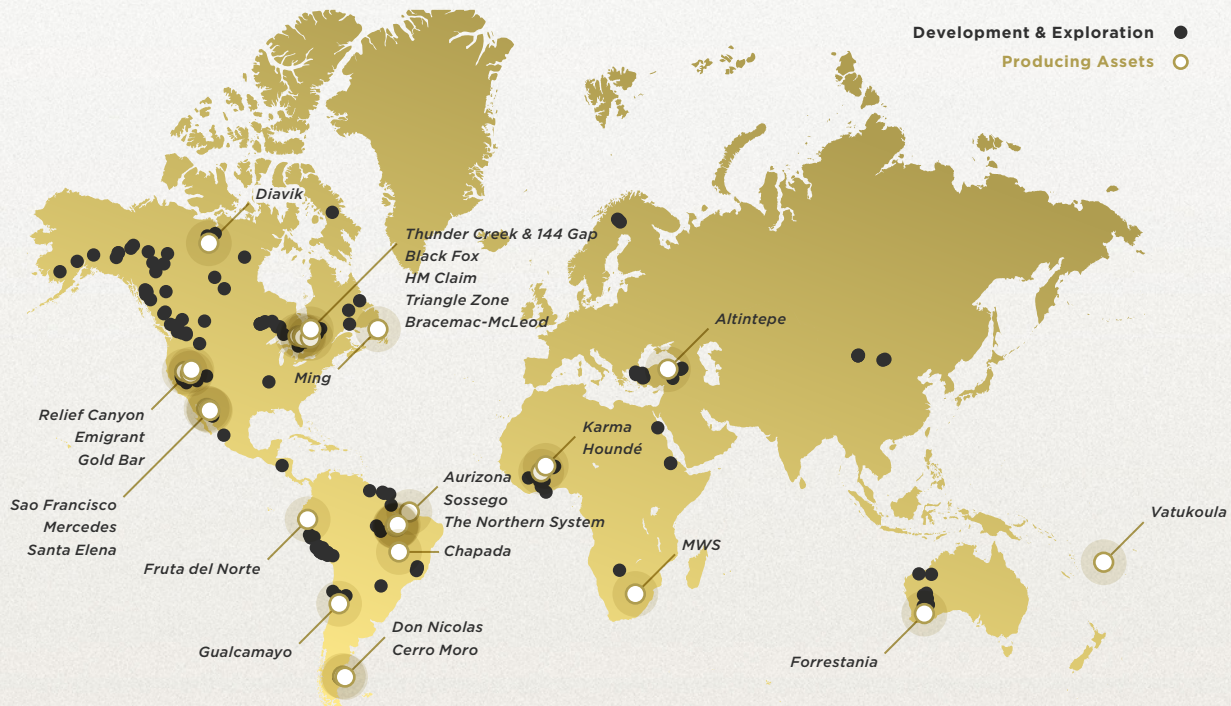 Development & Exploration
Producing Assets
Diavik
Thunder Creek & 144 Gap
Black Fox
HM Claim
Triangle Zone
Bracemac-McLeod
Altintepe
Ming
Relief Canyon
Emigrant
Gold Bar
Karma
Houndé
Sao Francisco
Mercedes
Santa Elena
Aurizona
Sossego
The Northern System
Vatukoula
Chapada
MWS
Fruta del Norte
Gualcamayo
Don Nicolas
Cerro Moro
Forrestania